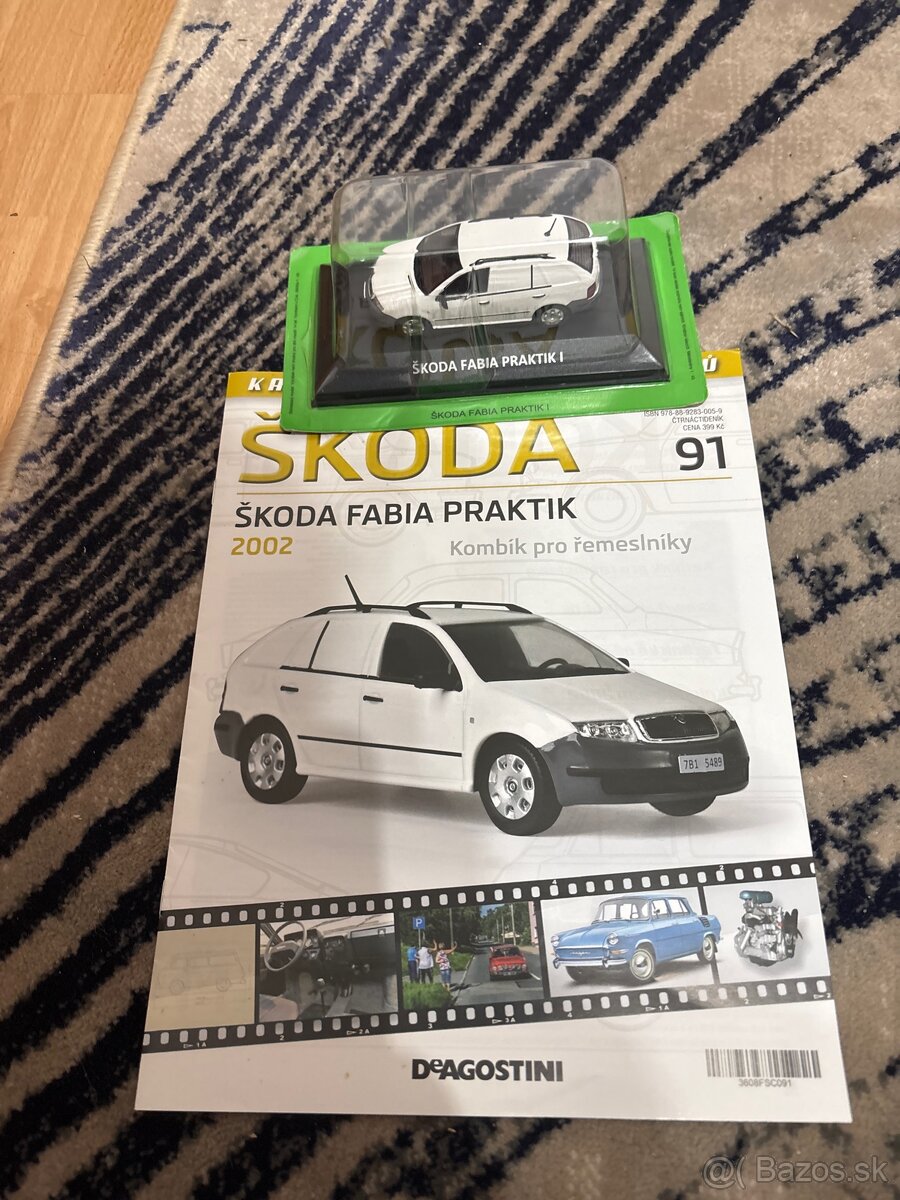 ŠKODA FABIA PRAKTIK I
ŠKODA FABIA PRAKTIK I
ŠKODA
ISBN 978-88-9283-005-9
ČTRNÁCTIDENÍK
CENA 399 Kč
91
ŠKODA FABIA PRAKTIK
2002
Kombík pro řemeslníky
7B1 5489
P
DeAGOSTINI
3608FSC091
@( Bazos.sk